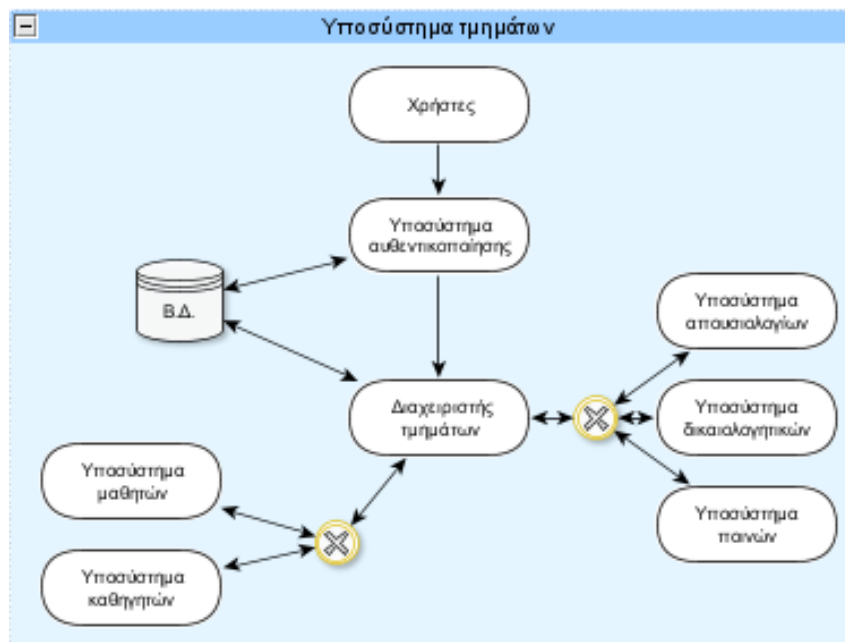 Υποσύστημα τμημάτων
Χρήστες
Υποσύστημα
αυθεντικοποίησης
Β.Δ.
Υποσύστημα
απουσιολογίων
Διαχειριστής
τμημάτων
Υποσύστημα
δικαιολογητικών
Υποσύστημα
μαθητών
Υποσύστημα
ποινών
Υποσύστημα
καθηγητών